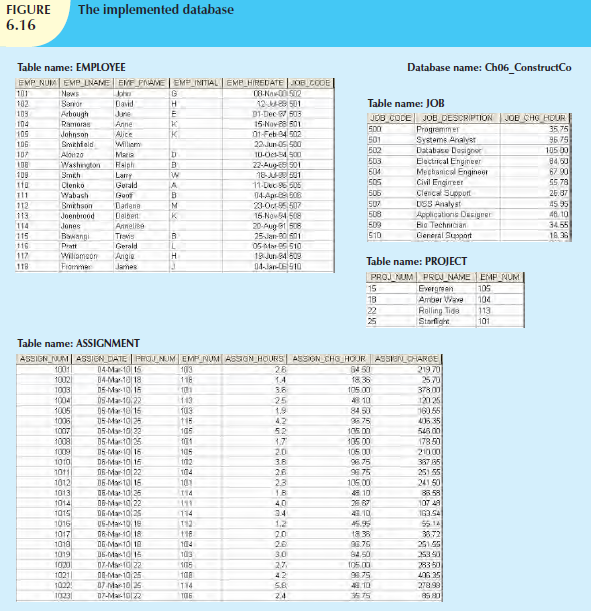 FIGURE
6.16
The implemented database
Table name: EMPLOYEE
Database name: Ch06_ConstructCo
EMP_NUM EMP_LNAME EMP_FNAME EMP_INITIAL EMP_HIREDATE JOB_CODE
101 News John G 08-Nov-00 502
102 Senior David H 12-Jul-89 501
103 Arbough June E 01-Dec-97 503
104 Ramoras Anne K 15-Nov-88 501
105 Johnson Alice K 01-Feb-94 502
106 Smithfield William 22-Jun-05 500
107 Alonzo Maria D 10-Oct-94 500
108 Washington Ralph B 22-Aug-89 501
109 Smith Larry W 18-Jul-99 501
110 Olenko Gerald A 11-Dec-96 505
111 Wabash Geoff B 04-Apr-89 506
112 Smithson Darlene M 23-Oct-95 507
113 Joenbrood Delbert K 15-Nov-94 508
114 Jones Annelise 20-Aug-91 508
115 Bawangi Travis B 25-Jan-90 501
116 Pratt Gerald L 05-Mar-95 510
117 Williamson Angie H 19-Jun-94 509
118 Frommer James J 04-Jan-06 510
Table name: JOB
JOB_CODE JOB_DESCRIPTION JOB_CHG_HOUR
500 Programmer 35.75
501 Systems Analyst 96.75
502 Database Designer 105.00
503 Electrical Engineer 84.50
504 Mechanical Engineer 67.90
505 Civil Engineer 55.78
506 Clerical Support 26.87
507 DSS Analyst 45.95
508 Applications Designer 48.10
509 Bio Technician 34.55
510 General Support 18.36
Table name: PROJECT
PROJ_NUM PROJ_NAME EMP_NUM
15 Evergreen 105
18 Amber Wave 104
22 Rolling Tide 113
25 Starflight 101
Table name: ASSIGNMENT
ASSIGN_NUM ASSIGN_DATE PROJ_NUM EMP_NUM ASSIGN_HOURS ASSIGN_CHG_HOUR ASSIGN_CHARGE
1001 04-Mar-10 15 103 2.6 84.50 219.70
1002 04-Mar-10 18 118 1.4 18.36 25.70
1003 05-Mar-10 15 101 3.6 105.00 378.00
1004 05-Mar-10 22 113 2.5 48.10 120.25
1005 05-Mar-10 15 103 1.9 84.50 160.55
1006 05-Mar-10 25 115 4.2 96.75 406.35
1007 05-Mar-10 22 105 5.2 105.00 546.00
1008 05-Mar-10 25 101 1.7 105.00 178.50
1009 05-Mar-10 15 105 2.0 105.00 210.00
1010 06-Mar-10 15 102 3.8 96.75 367.65
1011 06-Mar-10 22 104 2.6 96.75 251.55
1012 06-Mar-10 15 101 2.3 105.00 241.50
1013 06-Mar-10 25 114 1.8 48.10 86.58
1014 06-Mar-10 22 111 4.0 26.87 107.48
1015 06-Mar-10 25 114 3.4 48.10 163.54
1016 06-Mar-10 18 112 1.2 45.95 55.14
1017 06-Mar-10 18 118 2.0 18.36 36.72
1018 06-Mar-10 18 104 2.6 96.75 251.55
1019 06-Mar-10 15 103 3.0 84.50 253.50
1020 07-Mar-10 22 105 2.7 105.00 283.50
1021 08-Mar-10 25 108 4.2 96.75 406.35
1022 07-Mar-10 25 114 5.8 48.10 278.98
1023 07-Mar-10 22 106 2.4 35.75 85.80